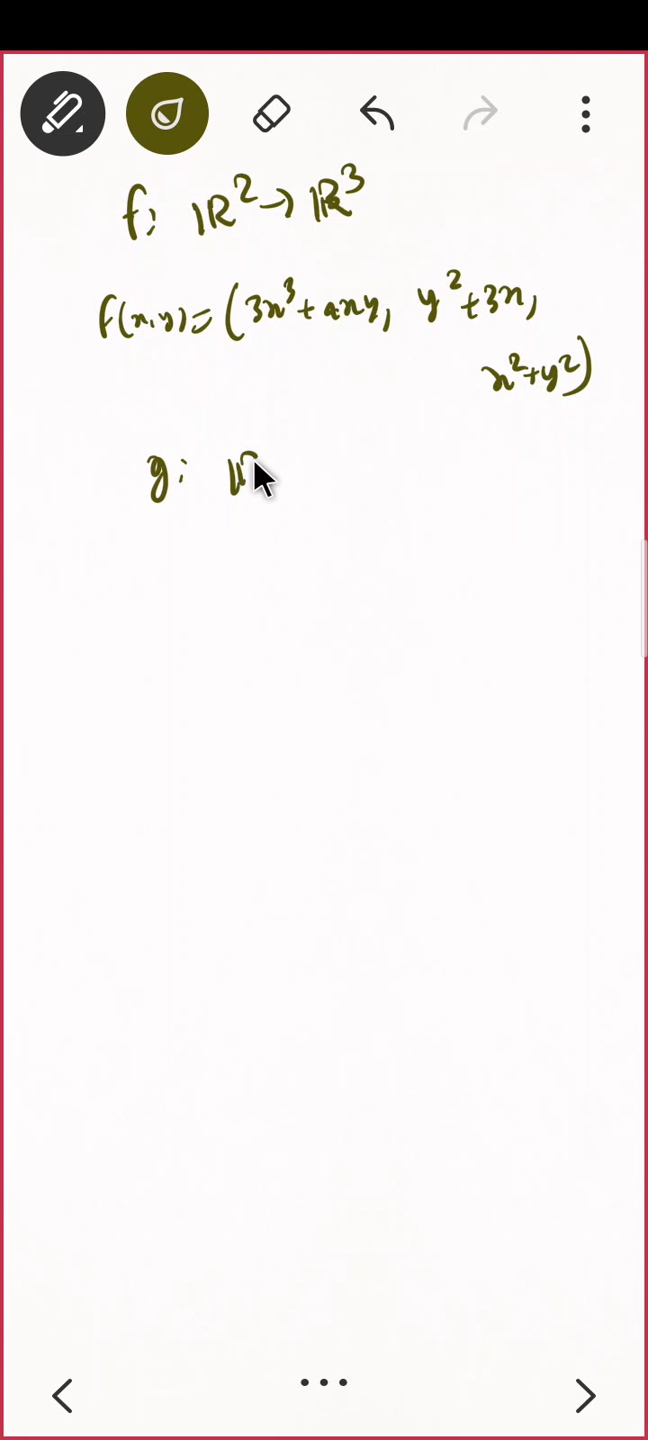 f: ℝ² → ℝ³
f(x,y) = (3x³ + 4xy, y² + 3x,
x² + y²)
g: